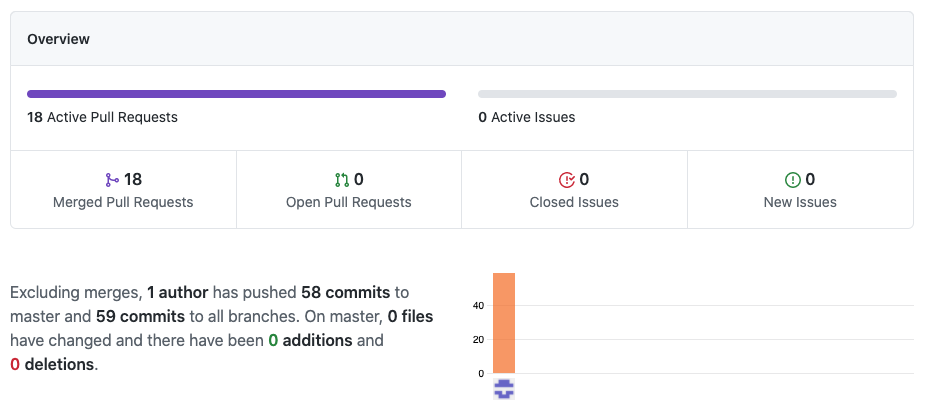 Overview
18 Active Pull Requests
0 Active Issues
18
Merged Pull Requests
0
Open Pull Requests
0
Closed Issues
0
New Issues
Excluding merges, 1 author has pushed 58 commits to
master and 59 commits to all branches. On master, 0 files
have changed and there have been 0 additions and
0 deletions.
40
20
0